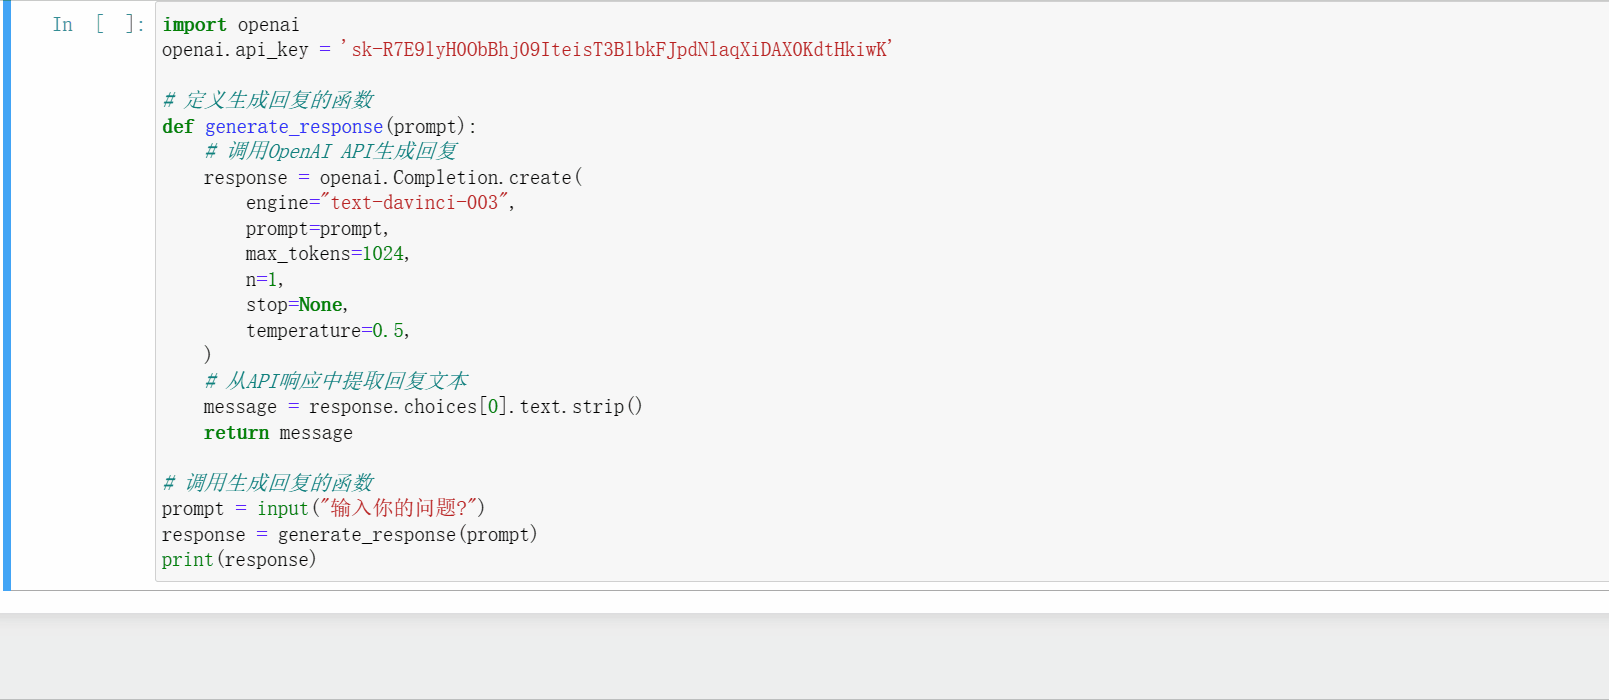 In [ ]:
import openai
openai.api_key =
# 定义生成回复的函数
def generate_response(prompt):
# 调用OpenAI API生成回复
response = openai.Completion.create(
engine="text-davinci-003",
prompt=prompt,
max_tokens=1024,
n=1,
stop=None,
temperature=0.5,
)
# 从API响应中提取回复文本
message = response.choices[0].text.strip()
return message
# 调用生成回复的函数
prompt = input("输入你的问题?")
response = generate_response(prompt)
print(response)